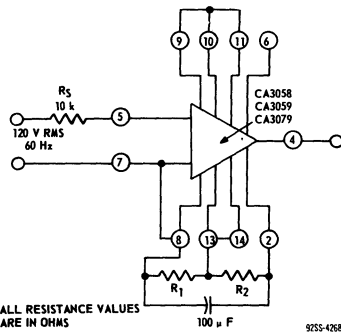 9 10 11 6
RS
10 k
5
CA3058
CA3059
CA3079
120 V RMS
60 Hz
4
7
8 13 14 2
R1 R2
ALL RESISTANCE VALUES
ARE IN OHMS
100 μ F
92SS-4268